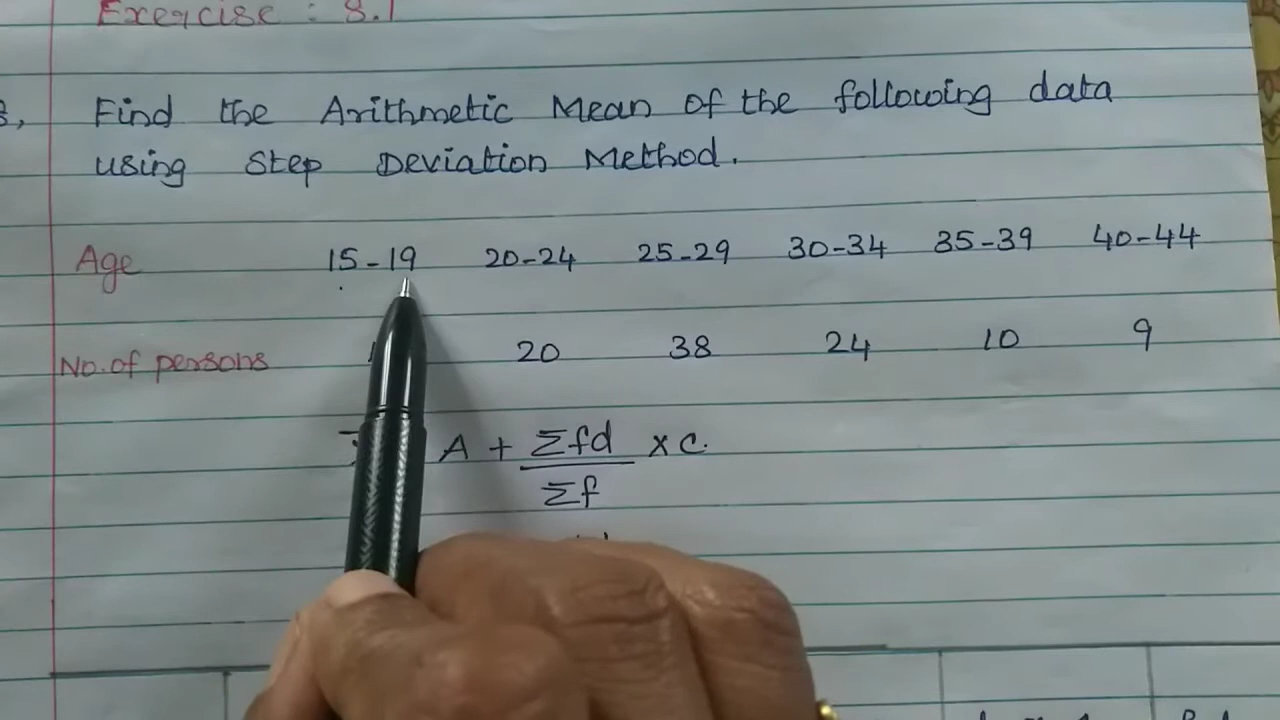 Exercise : 8.1
Find the Arithmetic Mean of the following data
using Step Deviation Method.
Age 15-19 20-24 25-29 30-34 35-39 40-44
No. of persons 20 38 24 10 9
A + Σfd × c.
Σf